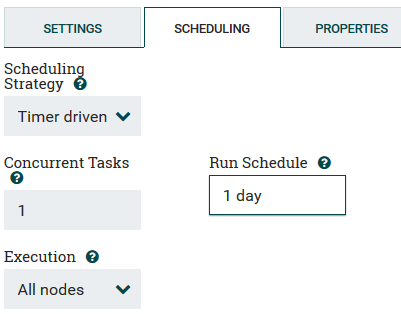 SETTINGS
SCHEDULING
PROPERTIES
Scheduling
Strategy
Timer driven
Concurrent Tasks
Run Schedule
1
1 day
Execution
All nodes